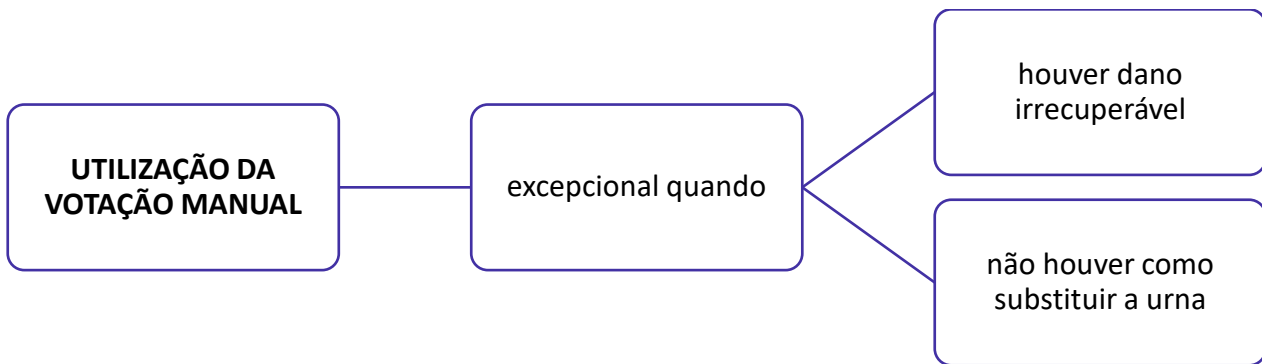 UTILIZAÇÃO DA
VOTAÇÃO MANUAL
excepcional quando
houver dano
irrecuperável
não houver como
substituir a urna